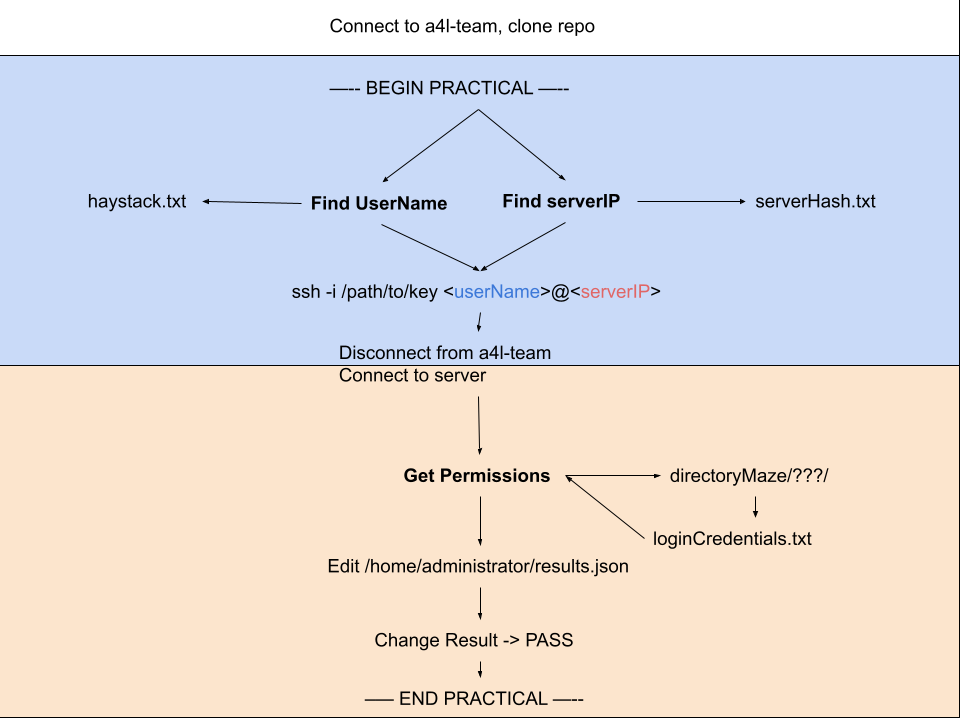 Connect to a4l-team, clone repo
—-- BEGIN PRACTICAL —--
haystack.txt
Find UserName
Find serverIP
serverHash.txt
ssh -i /path/to/key <userName>@<serverIP>
Disconnect from a4l-team
Connect to server
Get Permissions
directoryMaze/???/
loginCredentials.txt
Edit /home/administrator/results.json
Change Result -> PASS
—– END PRACTICAL —--